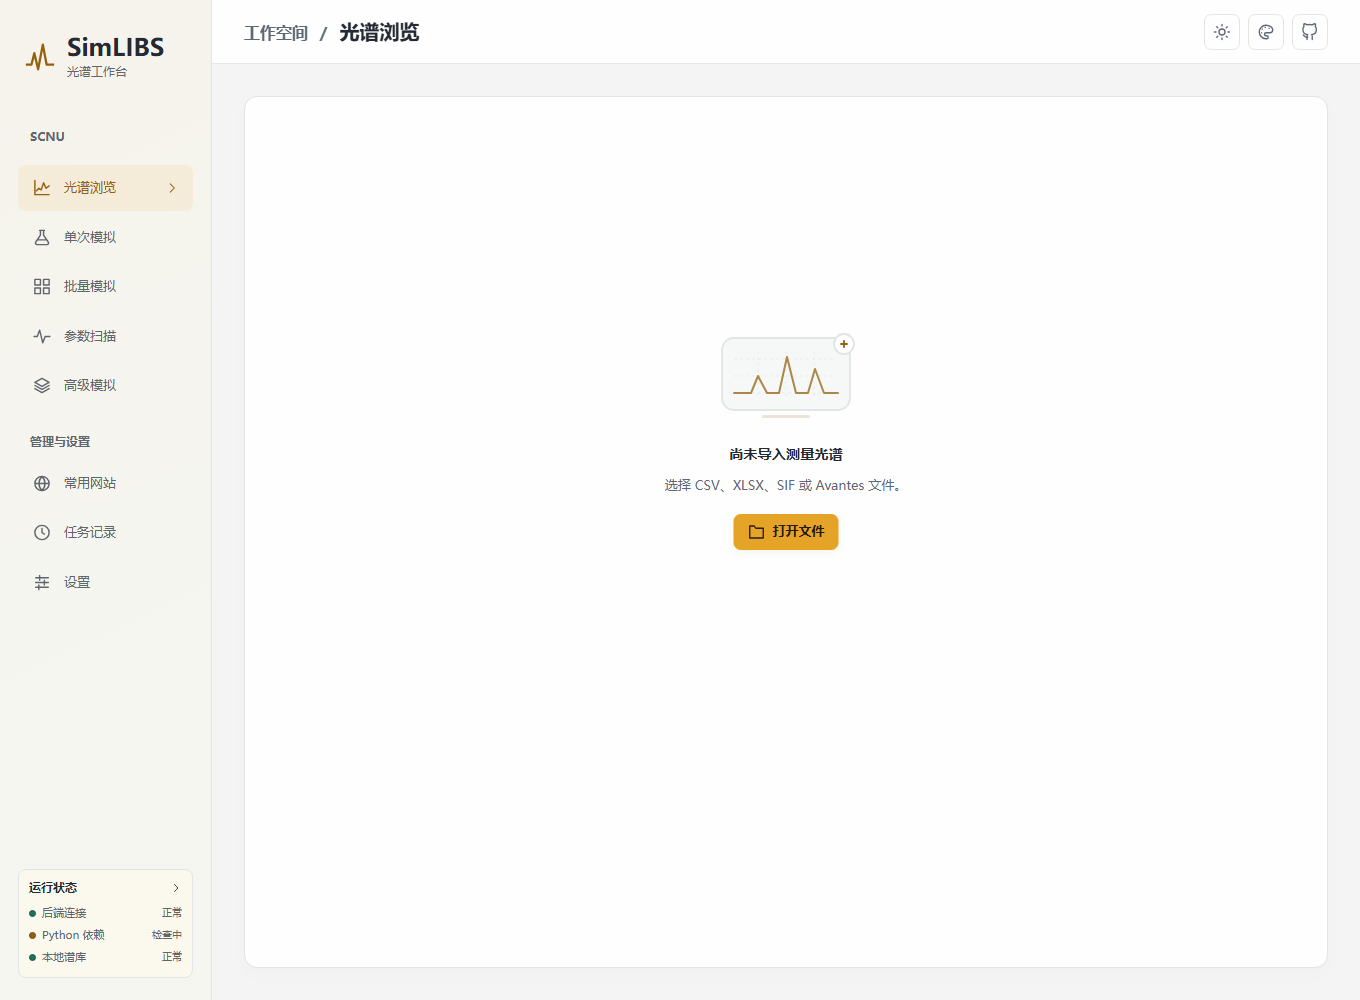 SimLIBS
光谱工作台
SCNU
光谱浏览
单次模拟
批量模拟
参数扫描
高级模拟
管理与设置
常用网站
任务记录
设置
运行状态
后端连接 正常
Python 依赖 检查中
本地谱库 正常
工作空间 / 光谱浏览
尚未导入测量光谱
选择 CSV、XLSX、SIF 或 Avantes 文件。
打开文件